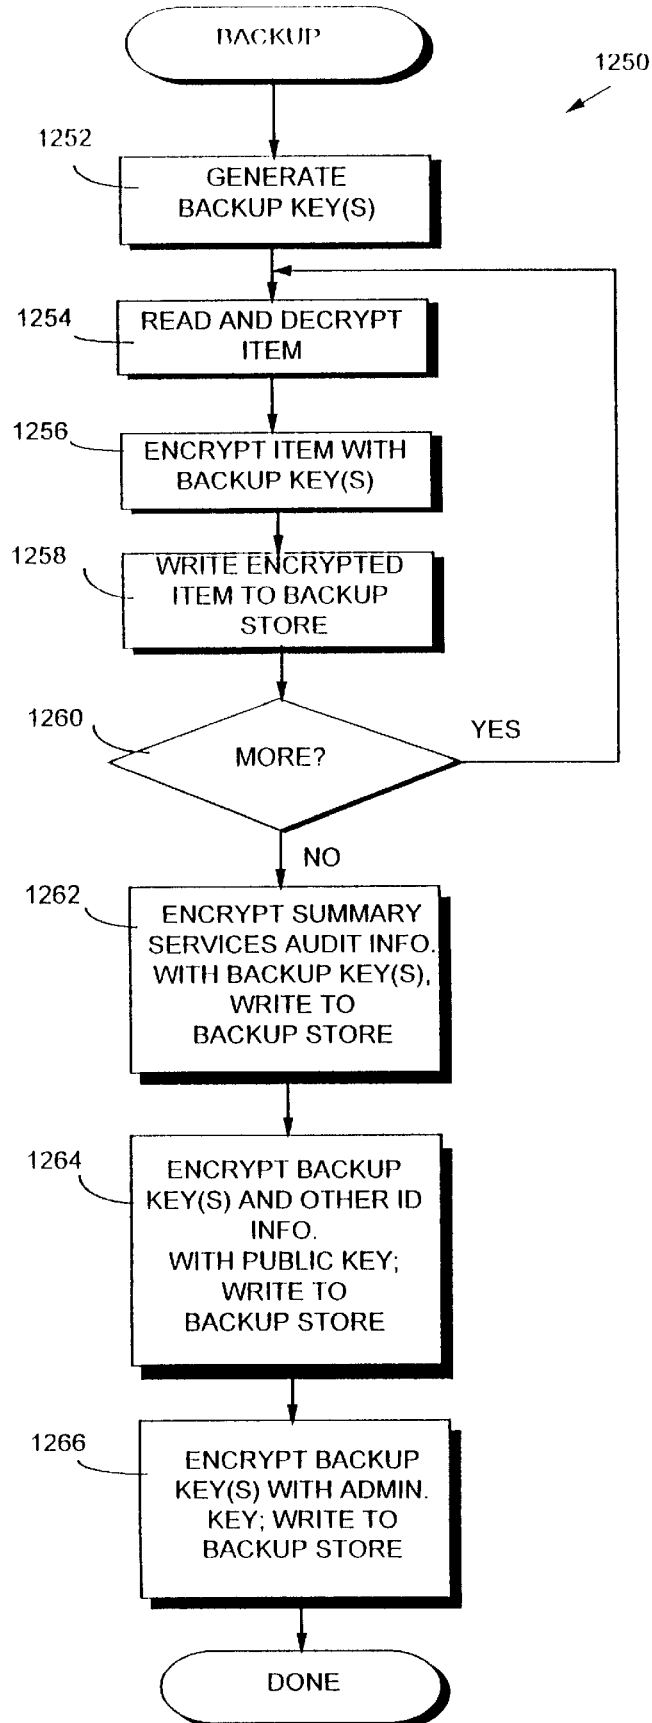 BACKUP
1250
1252
GENERATE
BACKUP KEY(S)
1254
READ AND DECRYPT
ITEM
1256
ENCRYPT ITEM WITH
BACKUP KEY(S)
1258
WRITE ENCRYPTED
ITEM TO BACKUP
STORE
1260
MORE?
YES
NO
1262
ENCRYPT SUMMARY
SERVICES AUDIT INFO.
WITH BACKUP KEY(S),
WRITE TO
BACKUP STORE
1264
ENCRYPT BACKUP
KEY(S) AND OTHER ID
INFO.
WITH PUBLIC KEY;
WRITE TO
BACKUP STORE
1266
ENCRYPT BACKUP
KEY(S) WITH ADMIN.
KEY; WRITE TO
BACKUP STORE
DONE